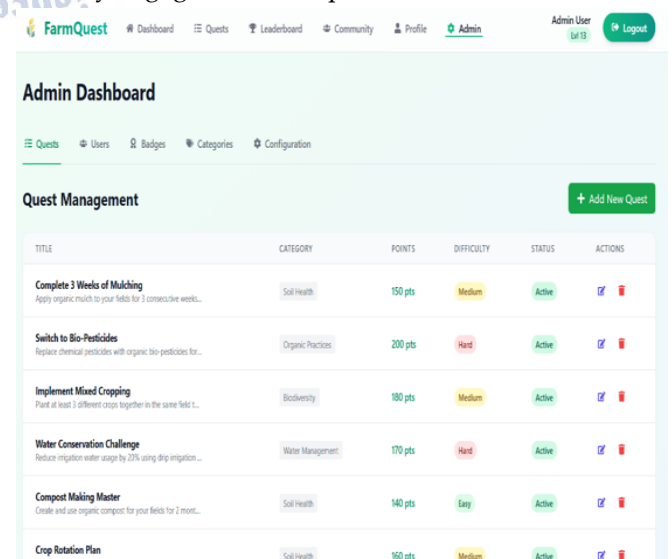 FarmQuest Dashboard Quests Leaderboard Community Profile Admin Admin User Lvl 13 Logout
Admin Dashboard
Quests Users Badges Categories Configuration
Quest Management + Add New Quest
TITLE CATEGORY POINTS DIFFICULTY STATUS ACTIONS
Complete 3 Weeks of Mulching
Apply organic mulch to your fields for 3 consecutive weeks...
Soil Health 150 pts Medium Active
Switch to Bio-Pesticides
Replace chemical pesticides with organic bio-pesticides for...
Organic Practices 200 pts Hard Active
Implement Mixed Cropping
Plant at least 3 different crops together in the same field t...
Biodiversity 180 pts Medium Active
Water Conservation Challenge
Reduce irrigation water usage by 20% using drip irrigation ...
Water Management 170 pts Hard Active
Compost Making Master
Create and use organic compost for your fields for 2 mont...
Soil Health 140 pts Easy Active
Crop Rotation Plan
Soil Health 160 pts Medium Active